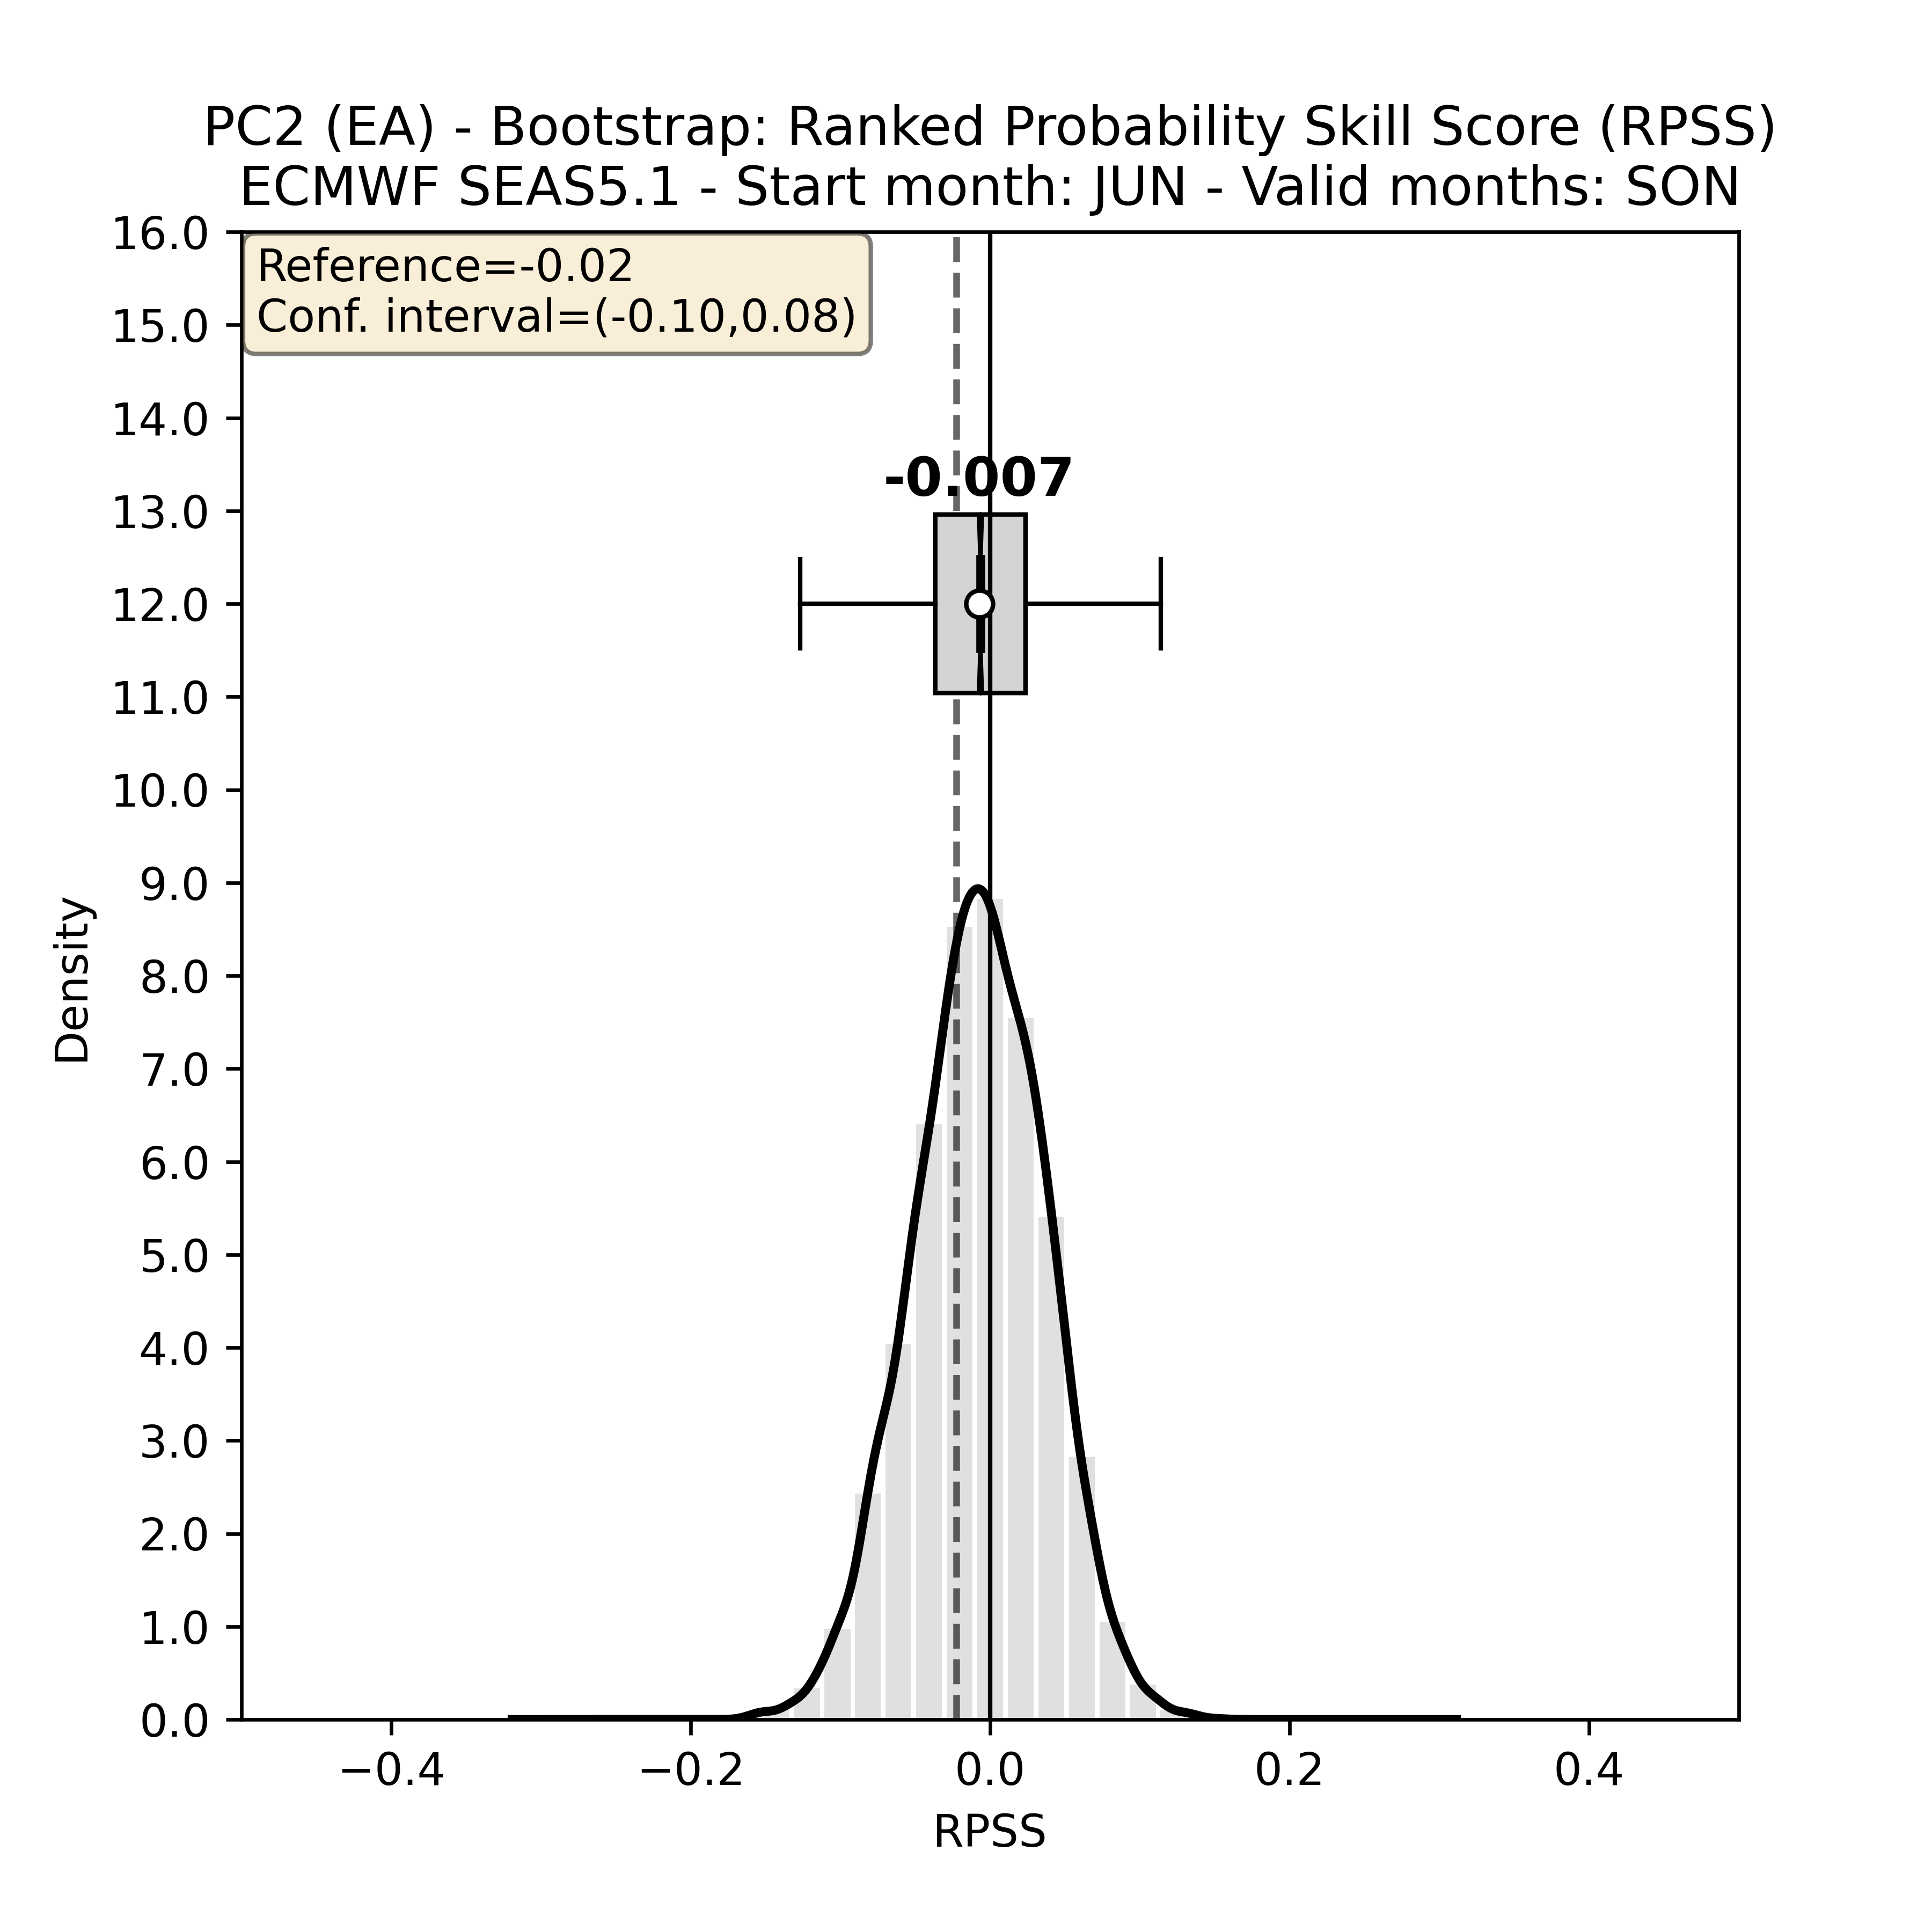 PC2 (EA) - Bootstrap: Ranked Probability Skill Score (RPSS)
ECMWF SEAS5.1 - Start month: JUN - Valid months: SON
16.0
Reference=-0.02
Conf. interval=(-0.10,0.08)
15.0
14.0
-0.007
13.0
12.0
11.0
10.0
9.0
Density
8.0
7.0
6.0
5.0
4.0
3.0
2.0
1.0
0.0
−0.4 −0.2 0.0 0.2 0.4
RPSS